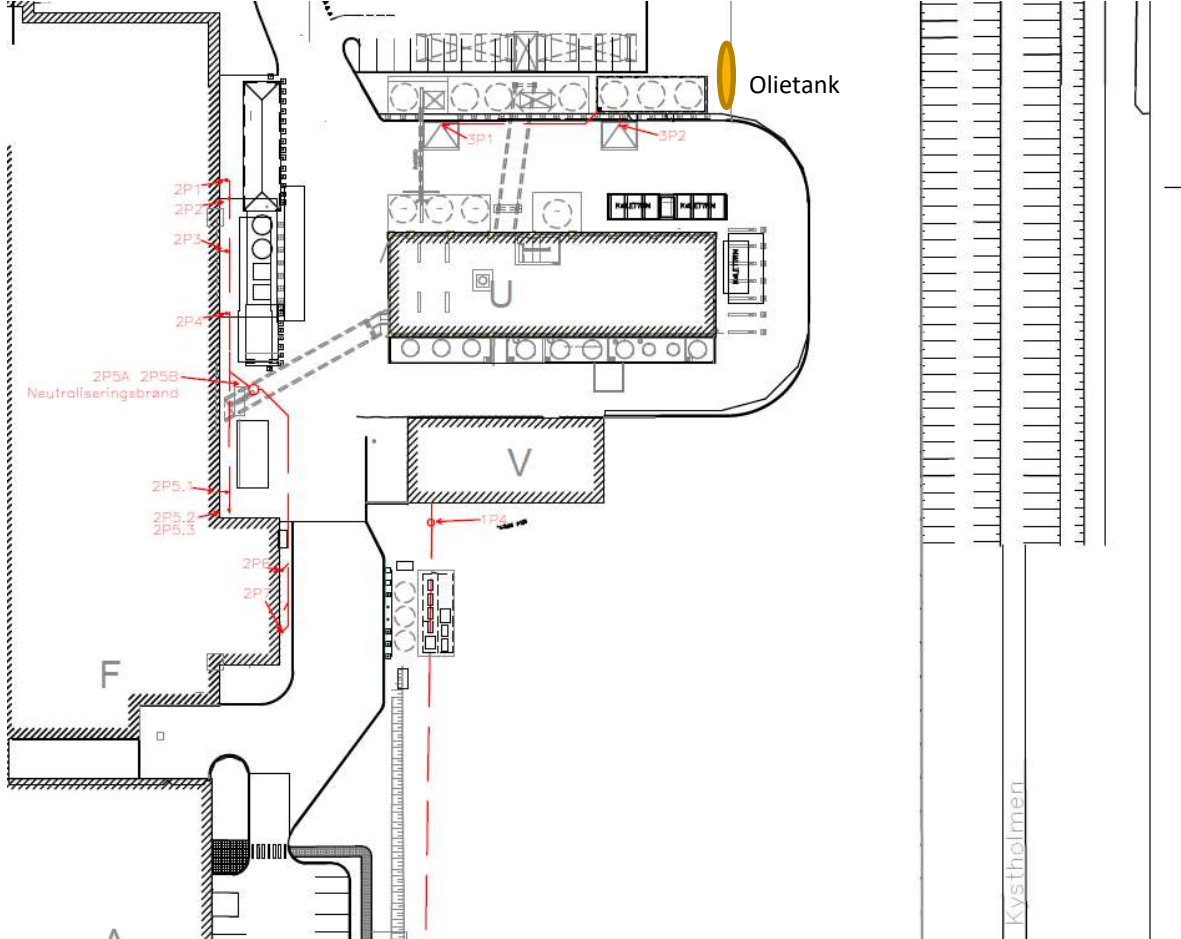 Olietank
3P1
3P2
2P1
2P2
2P3
2P4
U
2P5A 2P5B
Neutraliseringsbrønd
V
2P5.1
2P5.2
2P5.3
1P4
2P6
2P7
F
Kystholmen
A